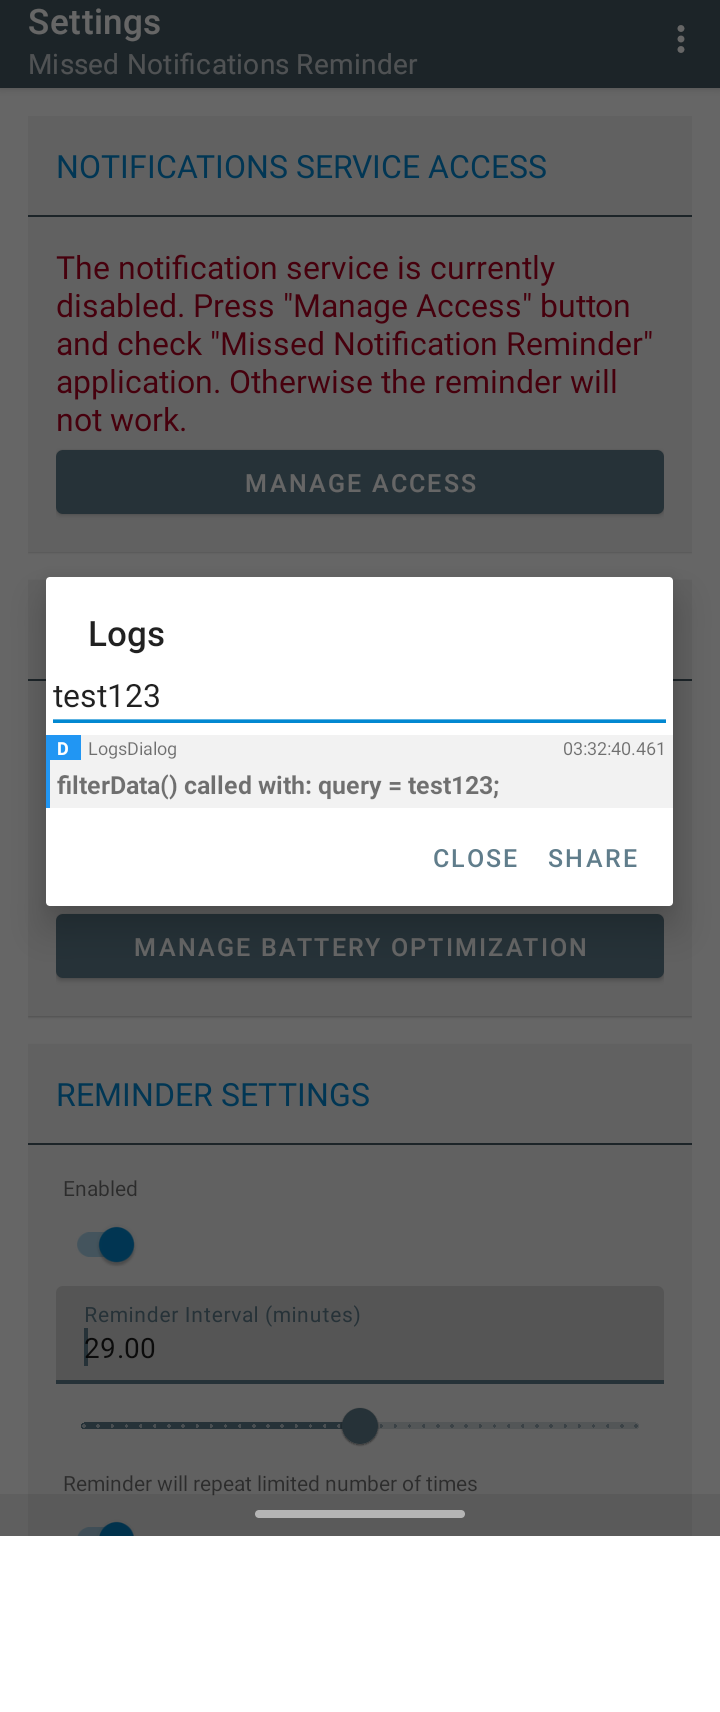 Settings
Missed Notifications Reminder
NOTIFICATIONS SERVICE ACCESS
The notification service is currently
disabled. Press "Manage Access" button
and check "Missed Notification Reminder"
application. Otherwise the reminder will
not work.
MANAGE ACCESS
Logs
test123
D LogsDialog 03:32:40.461
filterData() called with: query = test123;
CLOSE SHARE
MANAGE BATTERY OPTIMIZATION
REMINDER SETTINGS
Enabled
Reminder Interval (minutes)
29.00
Reminder will repeat limited number of times